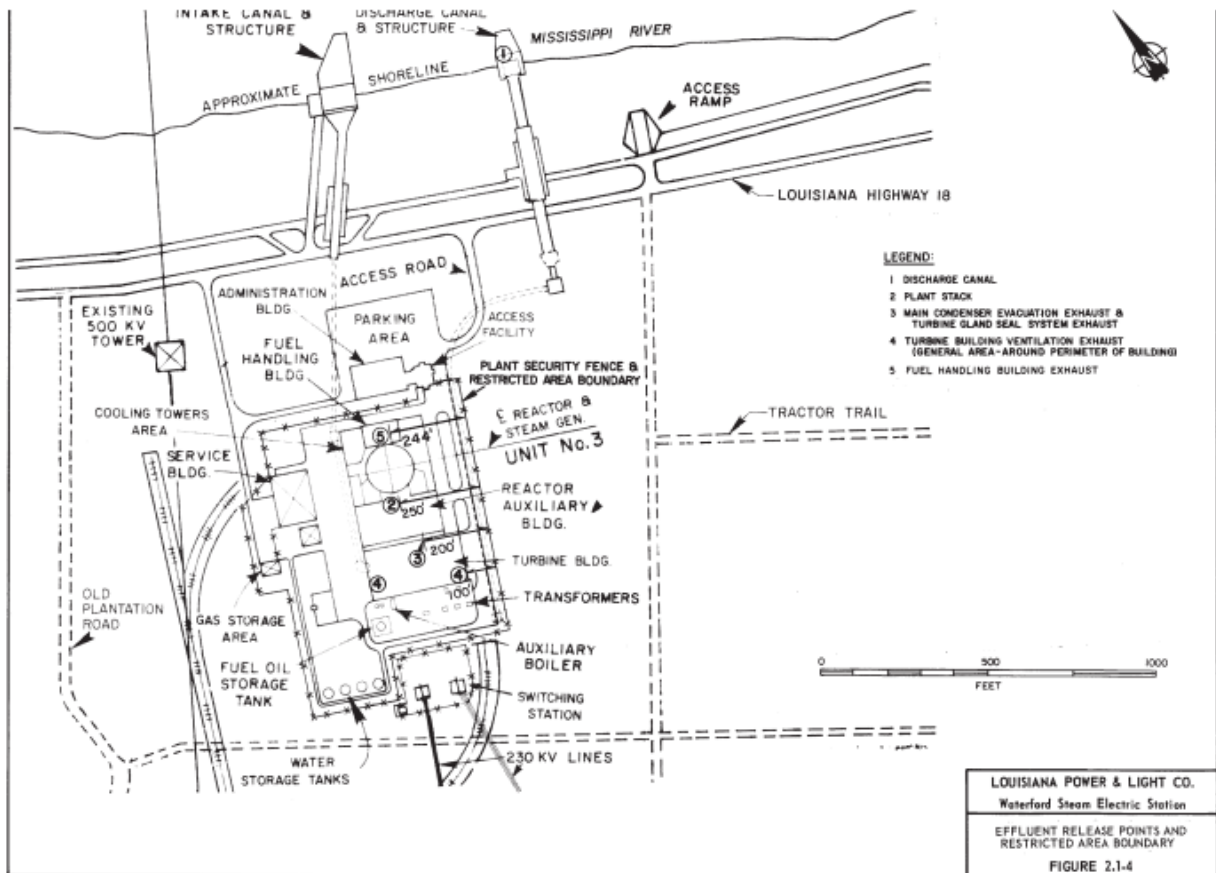 INTAKE CANAL &
STRUCTURE
DISCHARGE CANAL
& STRUCTURE
1
MISSISSIPPI RIVER
APPROXIMATE SHORELINE
ACCESS
RAMP
LOUISIANA HIGHWAY 18
ACCESS ROAD
ADMINISTRATION
BLDG
PARKING
AREA
ACCESS
FACILITY
EXISTING
500 KV
TOWER
FUEL
HANDLING
BLDG
PLANT SECURITY FENCE &
RESTRICTED AREA BOUNDARY
COOLING TOWERS
AREA
℄ REACTOR &
STEAM GEN.
UNIT No. 3
5
244'
SERVICE
BLDG.
REACTOR
AUXILIARY
BLDG.
2
250'
200'
3
TURBINE BLDG.
4
4
100'
TRANSFORMERS
OLD
PLANTATION
ROAD
GAS STORAGE
AREA
AUXILIARY
BOILER
FUEL OIL
STORAGE
TANK
SWITCHING
STATION
WATER
STORAGE TANKS
230 KV LINES
TRACTOR TRAIL
LEGEND:
1 DISCHARGE CANAL
2 PLANT STACK
3 MAIN CONDENSER EVACUATION EXHAUST &
TURBINE GLAND SEAL SYSTEM EXHAUST
4 TURBINE BUILDING VENTILATION EXHAUST
(GENERAL AREA-AROUND PERIMETER OF BUILDING)
5 FUEL HANDLING BUILDING EXHAUST
0 500 1000
FEET
LOUISIANA POWER & LIGHT CO.
Waterford Steam Electric Station
EFFLUENT RELEASE POINTS AND
RESTRICTED AREA BOUNDARY
FIGURE 2.1-4